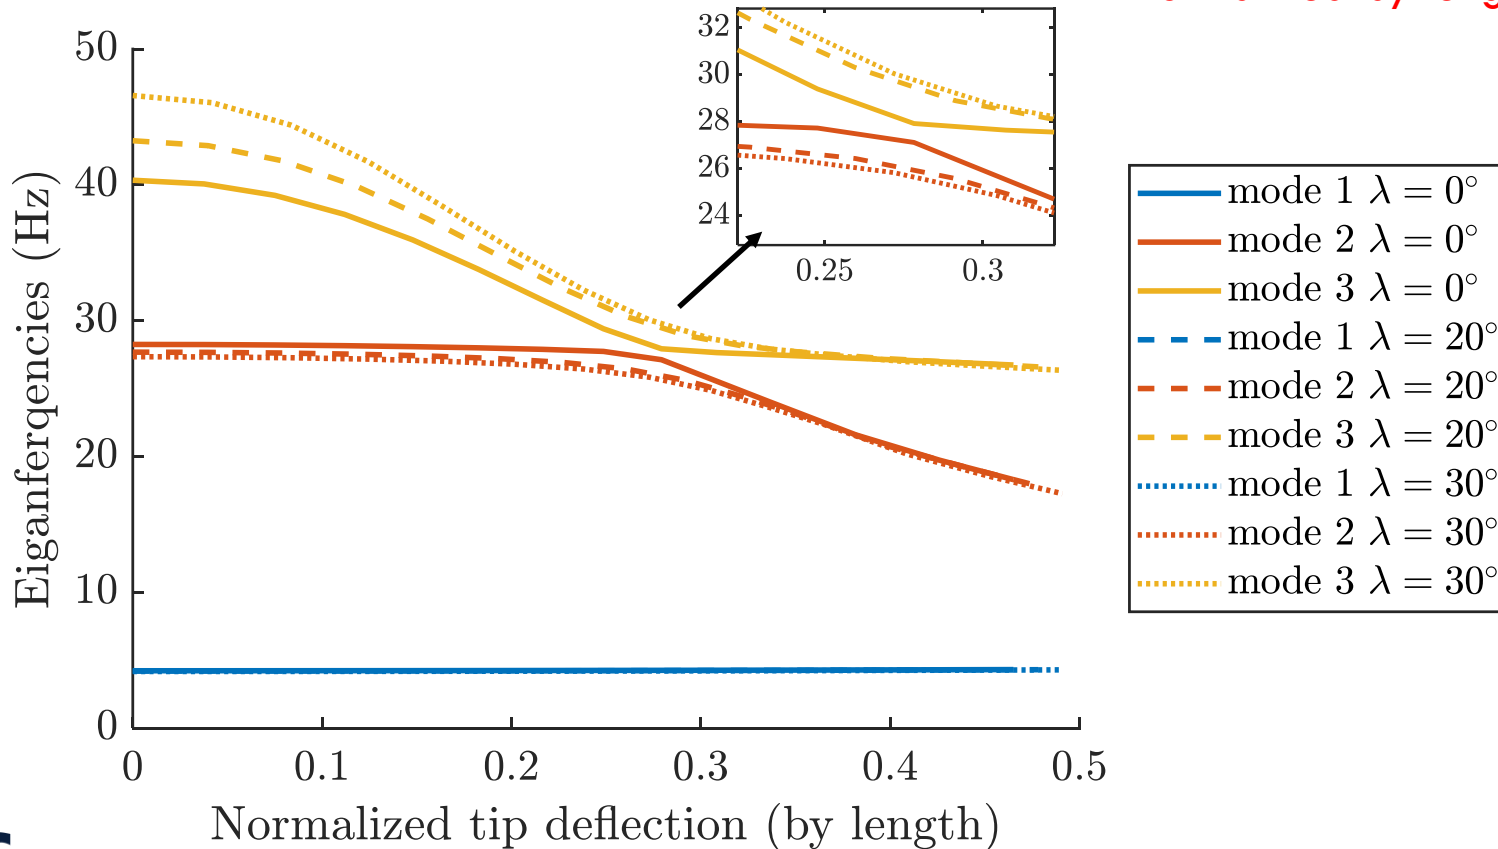 50
40
30
20
10
0
Eiganferqencies (Hz)
0 0.1 0.2 0.3 0.4 0.5
Normalized tip deflection (by length)
32
30
28
26
24
0.25 0.3
mode 1 λ = 0°
mode 2 λ = 0°
mode 3 λ = 0°
mode 1 λ = 20°
mode 2 λ = 20°
mode 3 λ = 20°
mode 1 λ = 30°
mode 2 λ = 30°
mode 3 λ = 30°